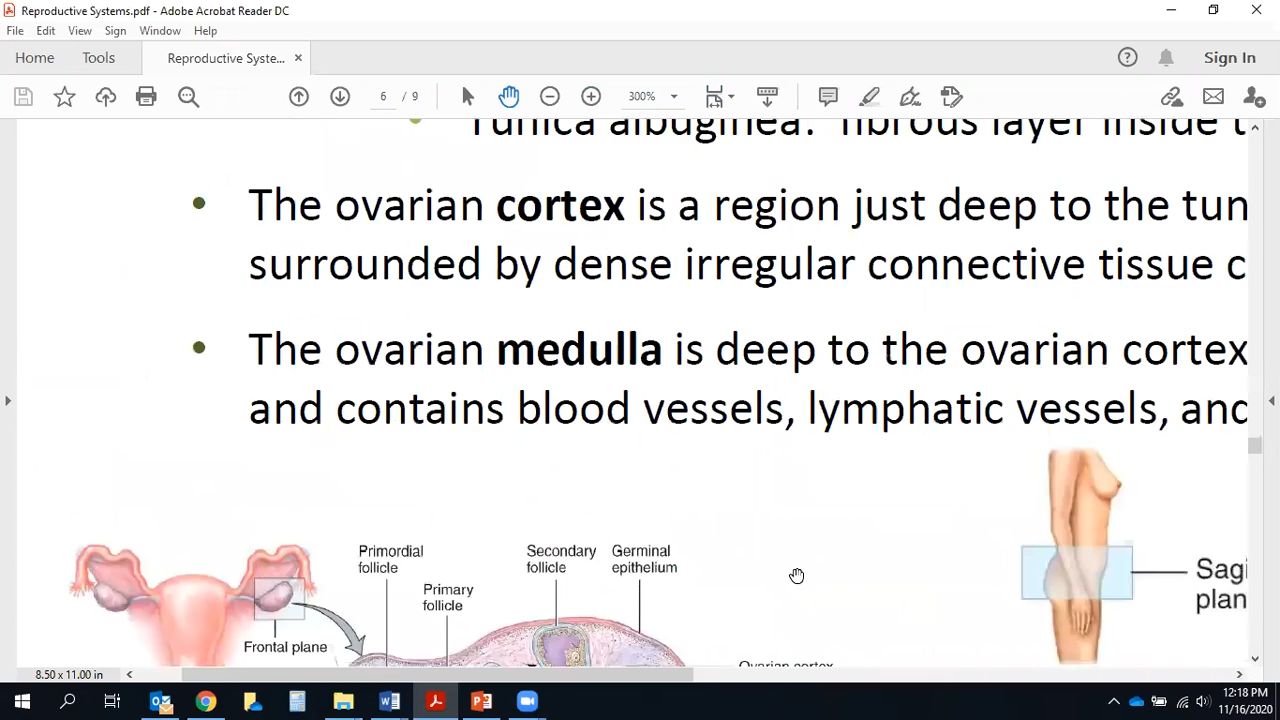 Reproductive Systems.pdf - Adobe Acrobat Reader DC
File Edit View Sign Window Help
Home Tools Reproductive Syste... ×
Sign In
6 / 9 300%
Tunica albuginea: fibrous layer inside t
• The ovarian cortex is a region just deep to the tun
surrounded by dense irregular connective tissue c
• The ovarian medulla is deep to the ovarian cortex
and contains blood vessels, lymphatic vessels, and
Primordial
follicle
Secondary
follicle
Germinal
epithelium
Primary
follicle
Frontal plane
Sagi
plan
Ovarian cortex
8.50 x 11.00 in
12:18 PM
11/16/2020